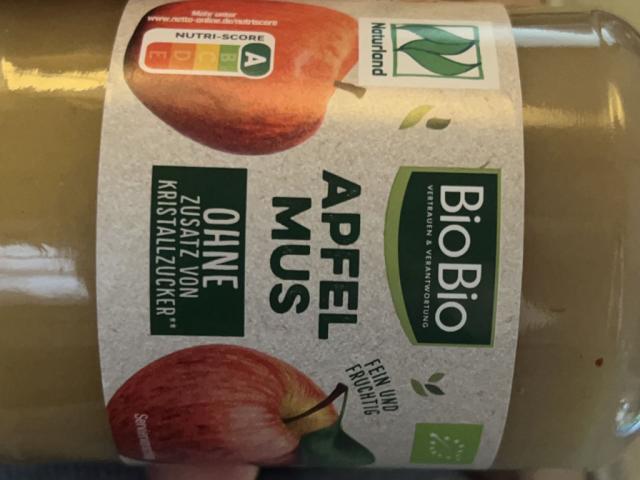 Naturland
Mehr unter
www.netto-online.de/nutriscore
NUTRI-SCORE
A B C D E
BioBio
VERTRAUEN & VERANTWORTUNG
APFEL
MUS
OHNE
ZUSATZ VON
KRISTALLZUCKER**
FEIN UND
FRUCHTIG